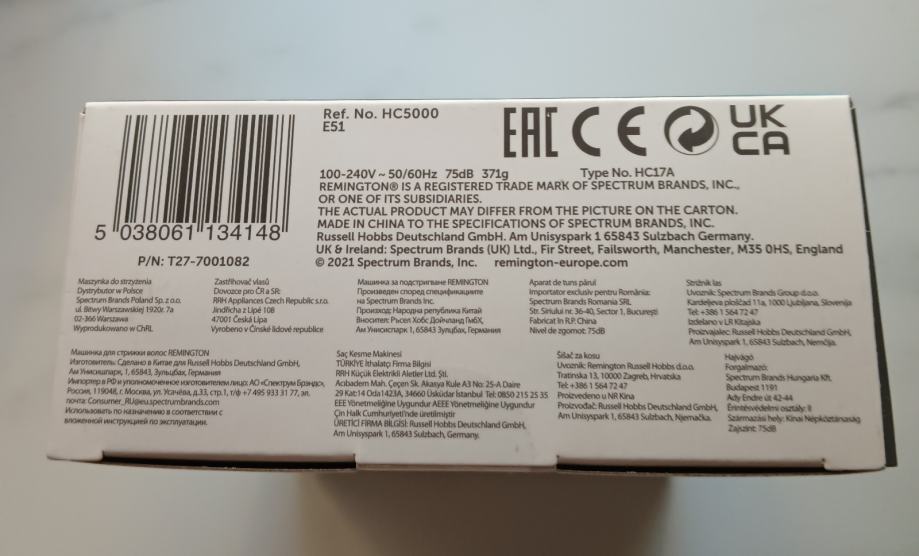 Ref. No. HC5000
E51
EAC CE UK
CA
5 038061 134148
P/N: T27-7001082
100-240V ~ 50/60Hz 75dB 371g Type No. HC17A
REMINGTON® IS A REGISTERED TRADE MARK OF SPECTRUM BRANDS, INC.,
OR ONE OF ITS SUBSIDIARIES.
THE ACTUAL PRODUCT MAY DIFFER FROM THE PICTURE ON THE CARTON.
MADE IN CHINA TO THE SPECIFICATIONS OF SPECTRUM BRANDS, INC.
Russell Hobbs Deutschland GmbH. Am Unisyspark 1 65843 Sulzbach Germany.
UK & Ireland: Spectrum Brands (UK) Ltd., Fir Street, Failsworth, Manchester, M35 0HS, England
© 2021 Spectrum Brands, Inc. remington-europe.com
Maszynka do strzyżenia
Dystrybutor w Polsce
Spectrum Brands Poland Sp. z o.o.
ul. Bitwy Warszawskiej 1920r. 7a
02-366 Warszawa
Wyprodukowano w ChRL
Zastřihovač vlasů
Dovozce pro ČR a SR:
RRH Appliances Czech Republic s.r.o.
Jindřicha z Lipé 108
47001 Česká Lípa
Vyrobeno v Čínské lidové republice
Машинка за подстригване REMINGTON
Произведен според спецификациите
на Spectrum Brands Inc.
Произход: Народна република Китай
Вносител: Ръсел Хобс Дойчланд ГмбХ,
Ам Унисипарк 1, 65843 Зулцбах, Германия
Aparat de tuns părul
Importator exclusiv pentru România:
Spectrum Brands Romania SRL
Str. Siriului nr. 36-40, Sector 1, Bucureşti
Fabricat în R.P. China
Nivel de zgomot: 75dB
Strižnik las
Uvoznik: Spectrum Brands Group d.o.o.
Kardeljeva ploščad 11a, 1000 Ljubljana, Slovenija
Tel: +386 1 564 72 47
Izdelano v LR Kitajska
Proizvajalec: Russell Hobbs Deutschland GmbH,
Am Unisyspark 1, 65843 Sulzbach, Nemčija.
Машинка для стрижки волос REMINGTON
Изготовитель: Сделано в Китае для Russell Hobbs Deutschland GmbH,
Ам Унисишпарк, 1, 65843, Зульцбах, Германия
Импортер в РФ и уполномоченное изготовителем лицо: АО «Спектрум Брэндс»,
Россия, 119048, г. Москва, ул. Усачёва, д.33, стр.1, т/ф +7 495 933 31 77, эл.
почта: Consumer_RU@eu.spectrumbrands.com
Использовать по назначению в соответствии с
вложенной инструкцией по эксплуатации.
Saç Kesme Makinesi
TÜRKİYE İthalatçı Firma Bilgisi
RRH Küçük Elektrikli Aletler Ltd. Şti.
Acıbadem Mah. Çeçen Sk. Akasya Kule A3 No: 25-A Daire
29 Kat:14 Oda 1423A, 34660 Üsküdar İstanbul Tel: 0850 215 25 35
EEE Yönetmeliğine Uygundur AEEE Yönetmeliğine Uygundur
Çin Halk Cumhuriyeti'nde üretilmiştir
ÜRETİCİ FİRMA BİLGİSİ: Russell Hobbs Deutschland GmbH,
Am Unisyspark 1, 65843 Sulzbach, Germany.
Šišač za kosu
Uvoznik: Remington Russell Hobbs d.o.o.
Tratinska 13, 10000 Zagreb, Hrvatska
Tel: +386 1 564 72 47
Proizvedeno u NR Kina
Proizvođač: Russell Hobbs Deutschland GmbH,
Am Unisyspark 1, 65843 Sulzbach, Njemačka.
Hajvágó
Forgalmazó:
Spectrum Brands Hungaria Kft.
Budapest 1191
Ady Endre út 42-44
Érintésvédelmi osztály: II
Származási hely: Kínai Népköztársaság
Zajszint: 75dB